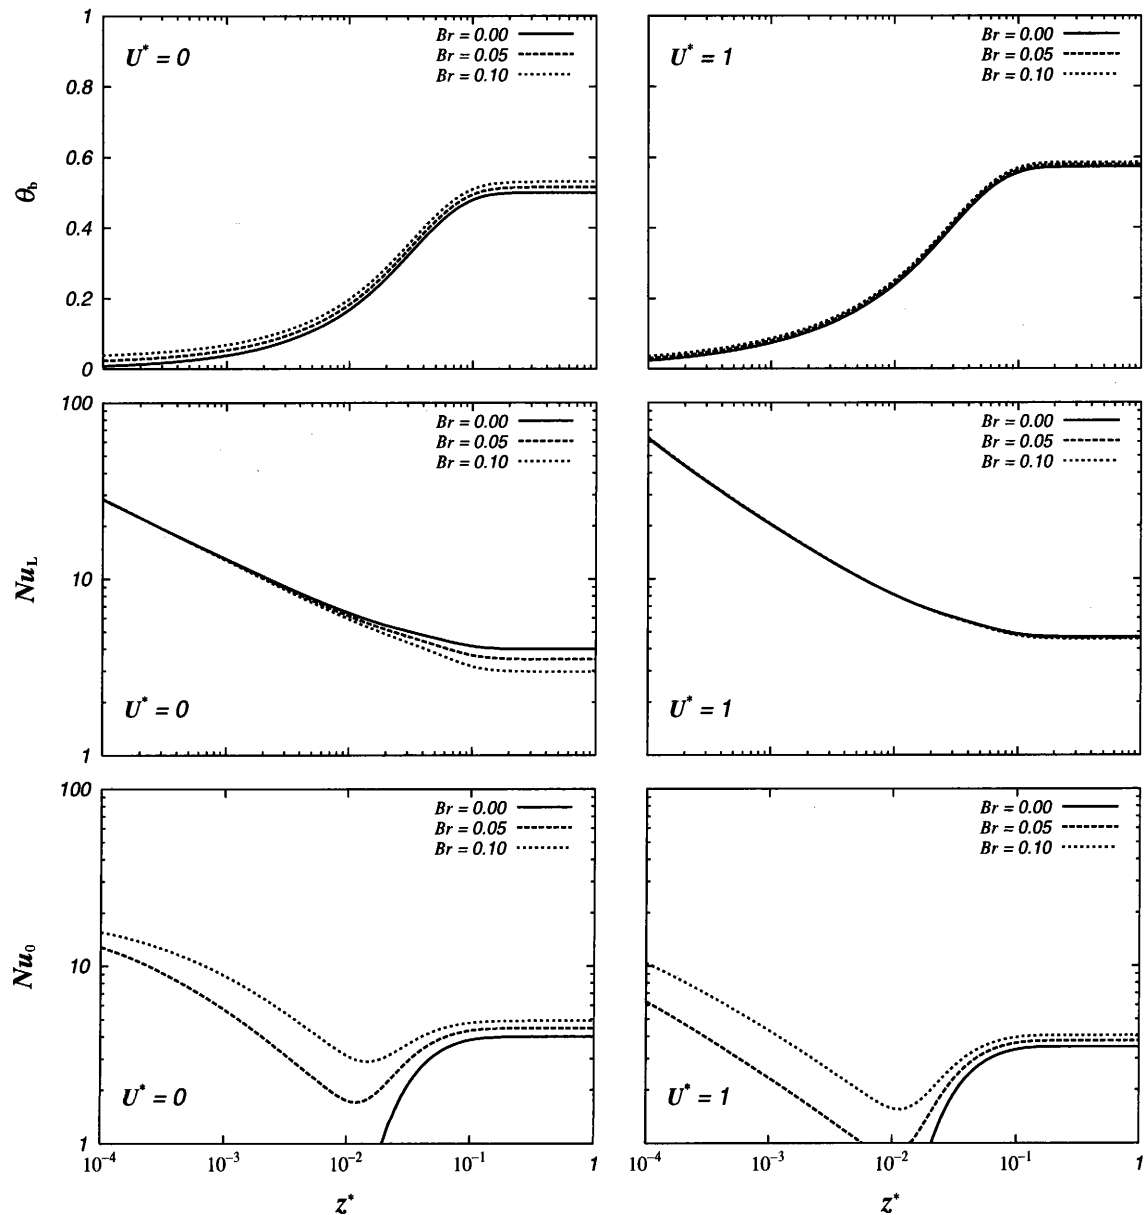 1
0.8
0.6
0.4
0.2
0
θb
U* = 0
Br = 0.00
Br = 0.05
Br = 0.10
U* = 1
Br = 0.00
Br = 0.05
Br = 0.10
100
10
1
NuL
Br = 0.00
Br = 0.05
Br = 0.10
U* = 0
Br = 0.00
Br = 0.05
Br = 0.10
U* = 1
100
10
1
Nu0
Br = 0.00
Br = 0.05
Br = 0.10
U* = 0
10⁻⁴ 10⁻³ 10⁻² 10⁻¹ 1
z*
Br = 0.00
Br = 0.05
Br = 0.10
U* = 1
10⁻⁴ 10⁻³ 10⁻² 10⁻¹ 1
z*